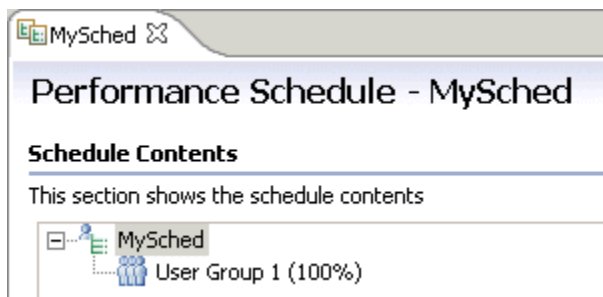 MySched
Performance Schedule - MySched
Schedule Contents
This section shows the schedule contents
MySched
User Group 1 (100%)